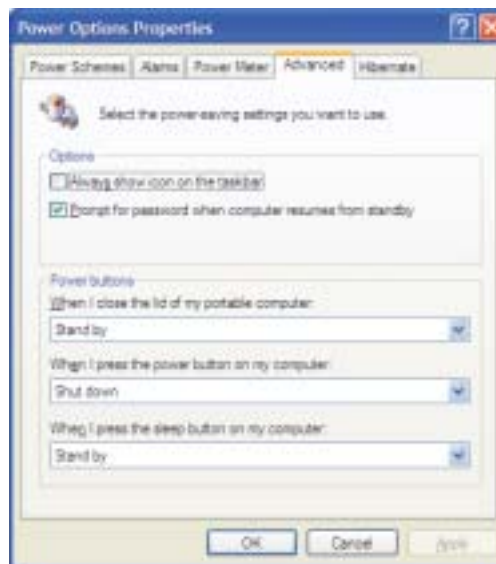 Power Options Properties
Power Schemes Alarms Power Meter Advanced Hibernate
Select the power-saving settings you want to use.
Options
Always show icon on the taskbar
Prompt for password when computer resumes from standby
Power buttons
When I close the lid of my portable computer:
Stand by
When I press the power button on my computer:
Shut down
When I press the sleep button on my computer:
Stand by
OK Cancel Apply